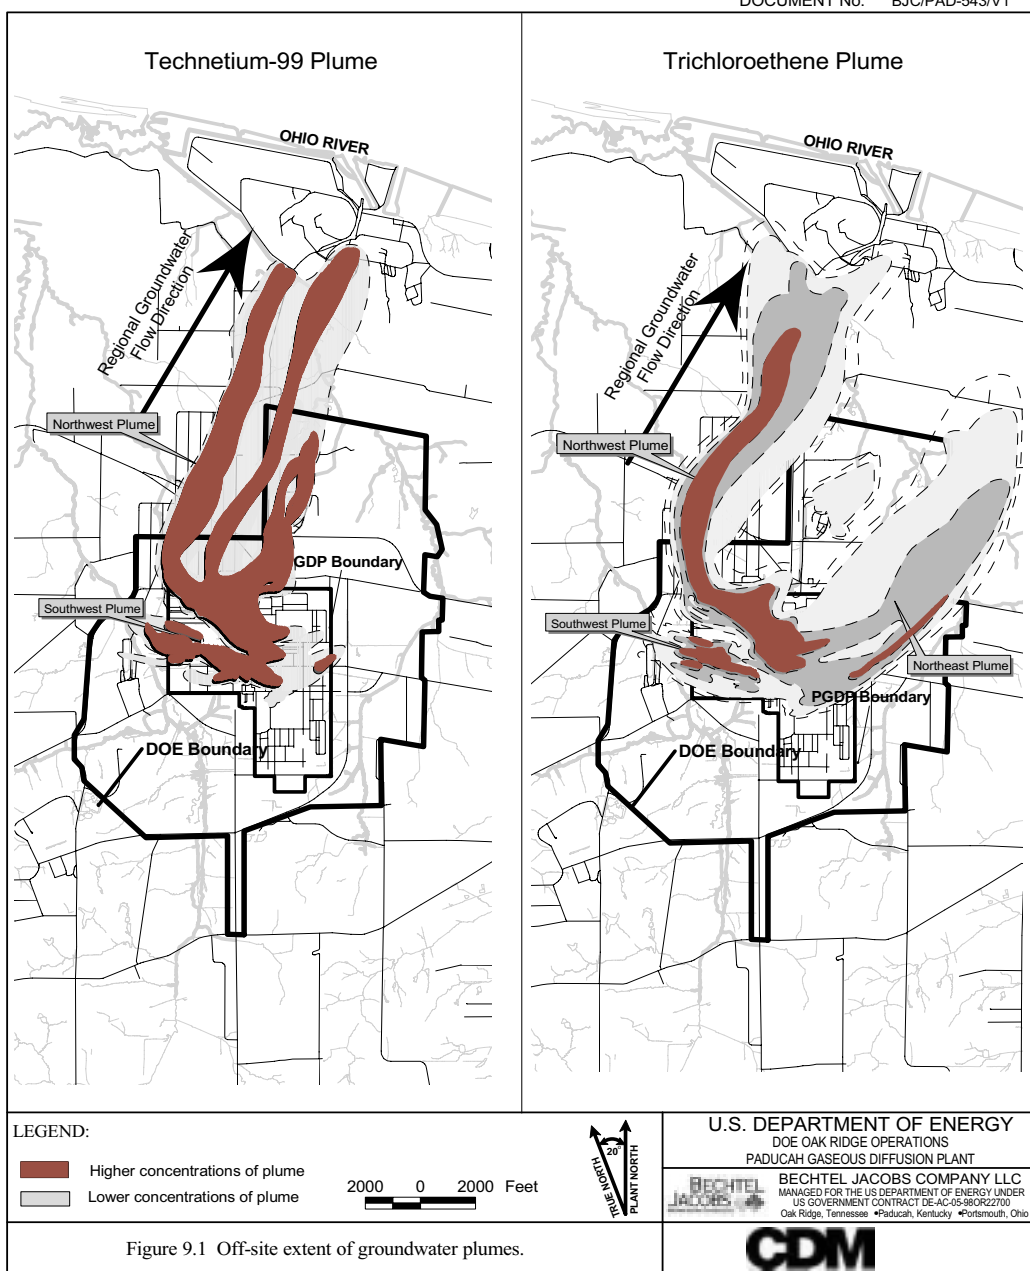 DOCUMENT No. BJC/PAD-543/V1
Technetium-99 Plume
OHIO RIVER
Regional Groundwater
Flow Direction
Northwest Plume
GDP Boundary
Southwest Plume
DOE Boundary
Trichloroethene Plume
OHIO RIVER
Regional Groundwater
Flow Direction
Northwest Plume
Southwest Plume
Northeast Plume
PGDP Boundary
DOE Boundary
LEGEND:
Higher concentrations of plume
Lower concentrations of plume
2000 0 2000 Feet
20°
TRUE NORTH
PLANT NORTH
U.S. DEPARTMENT OF ENERGY
DOE OAK RIDGE OPERATIONS
PADUCAH GASEOUS DIFFUSION PLANT
BECHTEL
JACOBS
BECHTEL JACOBS COMPANY LLC
MANAGED FOR THE US DEPARTMENT OF ENERGY UNDER
US GOVERNMENT CONTRACT DE-AC-05-98OR22700
Oak Ridge, Tennessee •Paducah, Kentucky •Portsmouth, Ohio
Figure 9.1 Off-site extent of groundwater plumes.
CDM